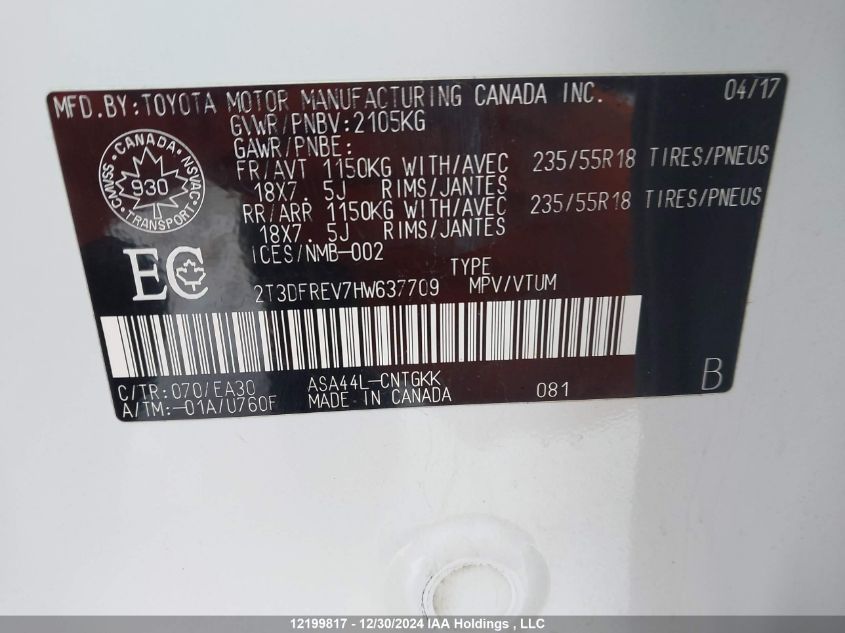 MFD.BY:TOYOTA MOTOR MANUFACTURING CANADA INC. 04/17
GVWR/PNBV:2105KG
GAWR/PNBE:
FR/AVT 1150KG WITH/AVEC 235/55R18 TIRES/PNEUS
18X7.5J RIMS/JANTES
RR/ARR 1150KG WITH/AVEC 235/55R18 TIRES/PNEUS
18X7.5J RIMS/JANTES
ICES/NMB-002
CANADA
CMVSS 930 NSVAC
TRANSPORT
EC
TYPE
2T3DFREV7HW637709 MPV/VTUM
C/TR:070/EA30 ASA44L-CNTGKK
A/TM:-01A/U760F MADE IN CANADA 081 B
12199817 - 12/30/2024 IAA Holdings , LLC